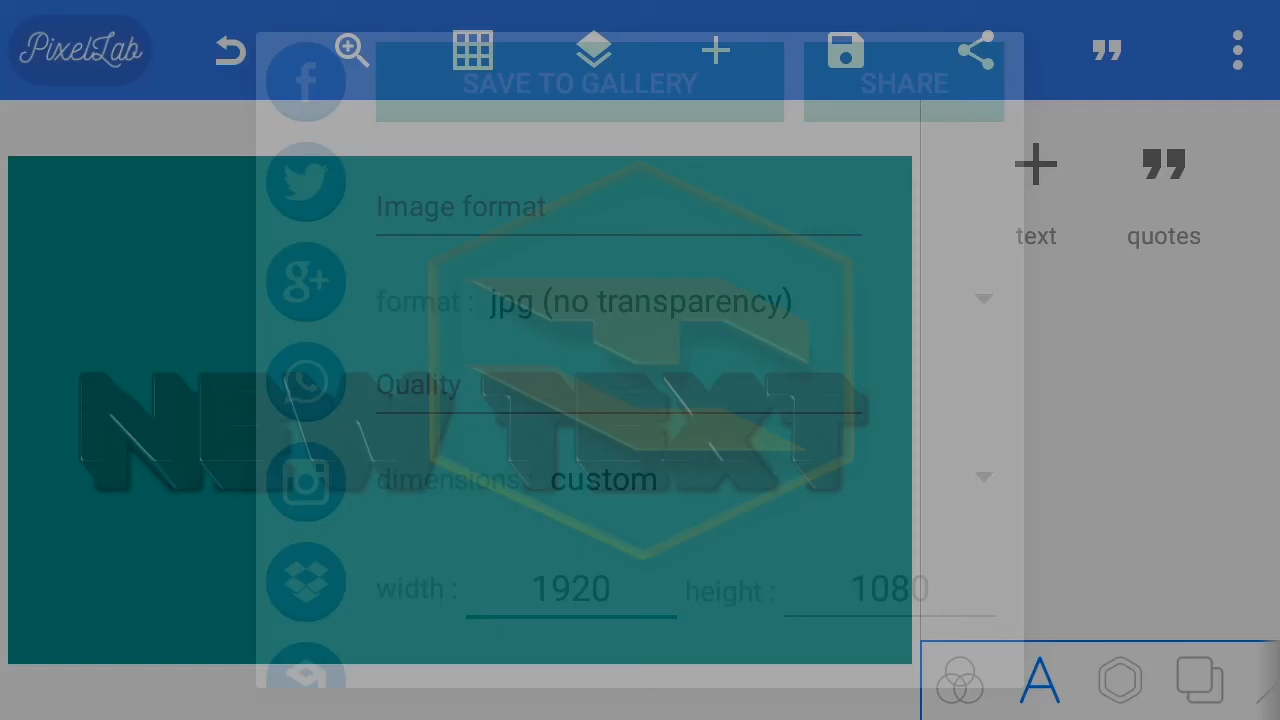 PixelLab
SAVE TO GALLERY
SHARE
Image format
format : jpg (no transparency)
Quality
NEW TEXT
dimensions : custom
width : 1920 height : 1080
text quotes